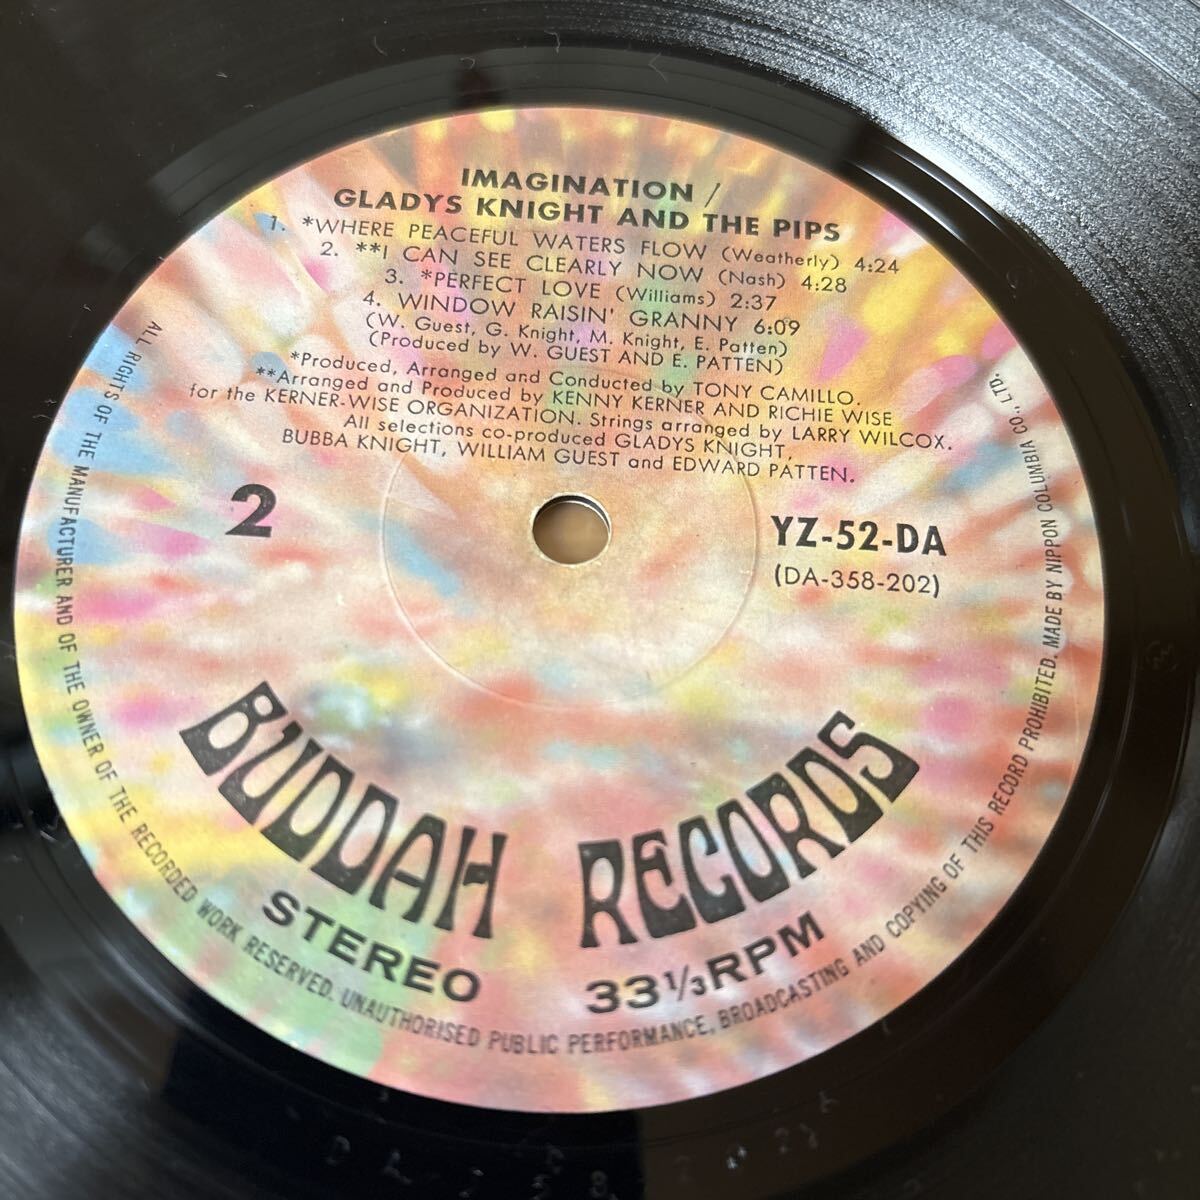 IMAGINATION /
GLADYS KNIGHT AND THE PIPS
1. *WHERE PEACEFUL WATERS FLOW (Weatherly) 4:24
2. **I CAN SEE CLEARLY NOW (Nash) 4:28
3. *PERFECT LOVE (Williams) 2:37
4. WINDOW RAISIN' GRANNY 6:09
(W. Guest, G. Knight, M. Knight, E. Patten)
(Produced by W. GUEST AND E. PATTEN)
*Produced, Arranged and Conducted by TONY CAMILLO.
**Arranged and Produced by KENNY KERNER AND RICHIE WISE
for the KERNER-WISE ORGANIZATION. Strings arranged by LARRY WILCOX.
All selections co-produced GLADYS KNIGHT,
BUBBA KNIGHT, WILLIAM GUEST and EDWARD PATTEN.
2
YZ-52-DA
(DA-358-202)
BUDDAH RECORDS
STEREO
33 1/3 RPM
ALL RIGHTS OF THE MANUFACTURER AND OF THE OWNER OF THE RECORDED WORK RESERVED. UNAUTHORISED PUBLIC PERFORMANCE, BROADCASTING AND COPYING OF THIS RECORD PROHIBITED. MADE BY NIPPON COLUMBIA CO., LTD.